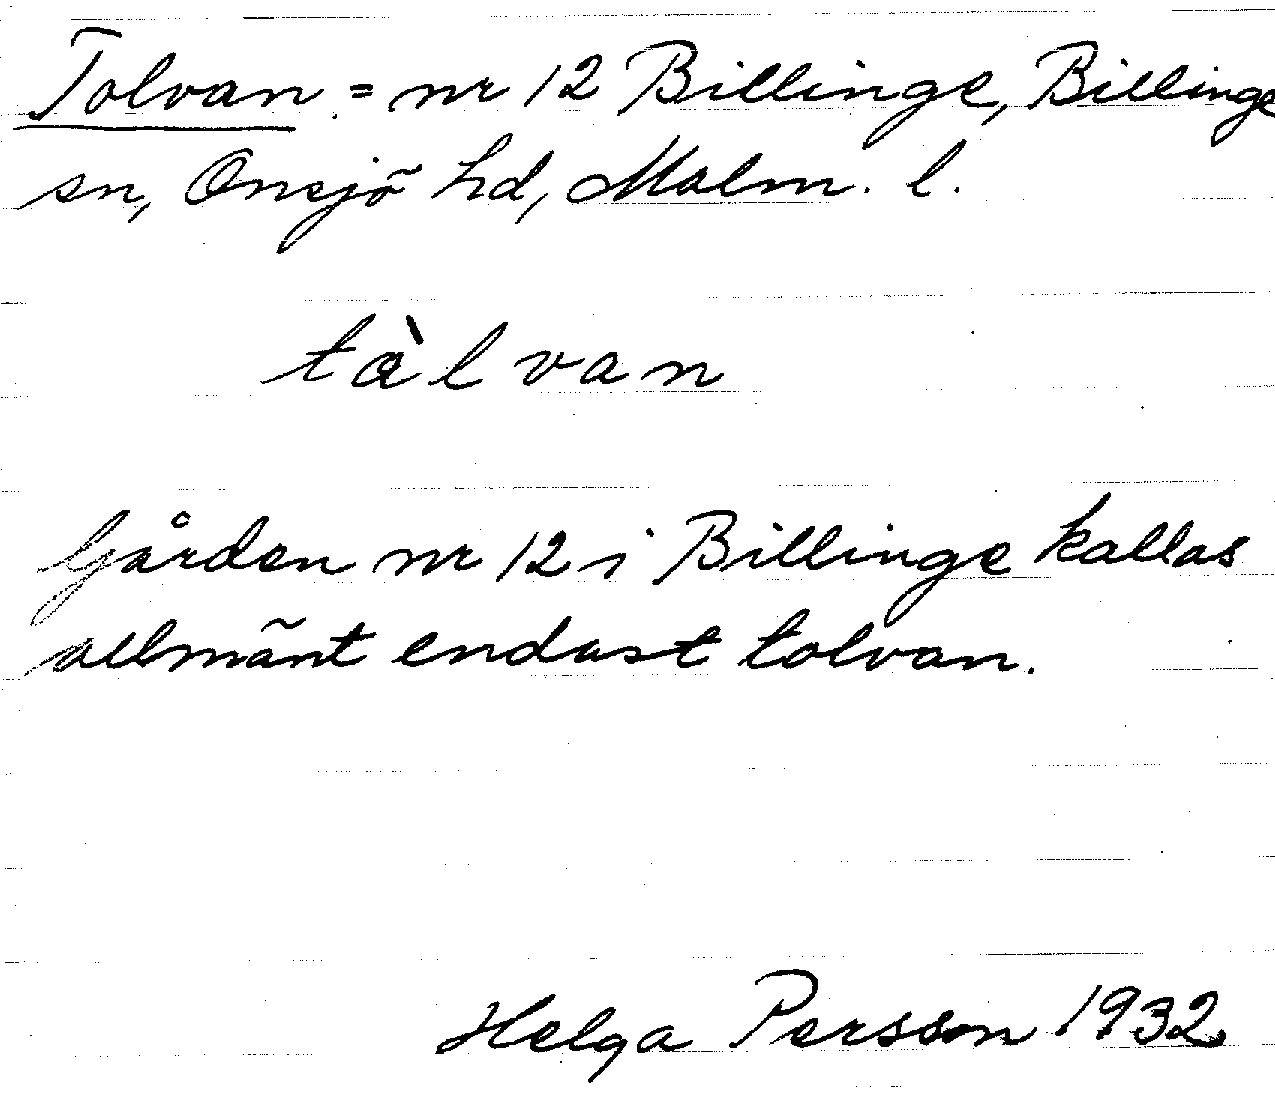 Tolvan = nr 12 Billinge, Billinge
sn, Onsjö hd, Malm. l.
tàlvan
Gården nr 12 i Billinge kallas
allmänt endast tolvan.
Helga Persson 1932